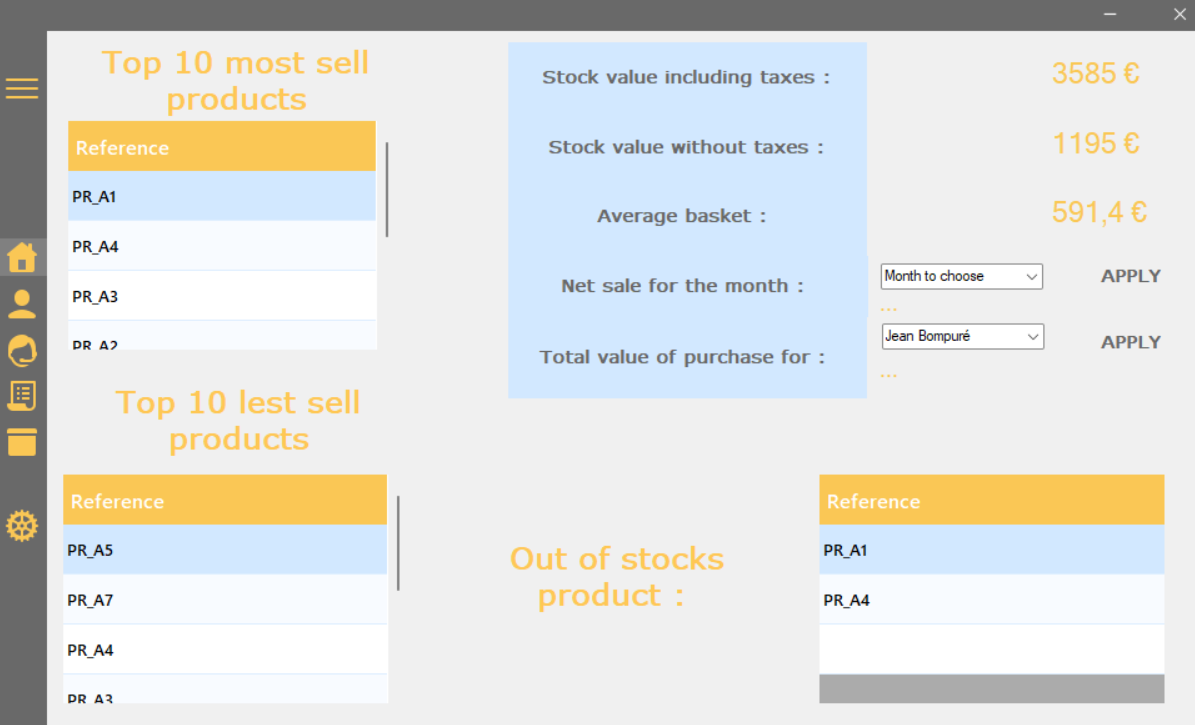 Top 10 most sell
products
Reference
PR_A1
PR_A4
PR_A3
PR_A2
Stock value including taxes :
3585 €
Stock value without taxes :
1195 €
Average basket :
591,4 €
Net sale for the month :
Month to choose
APPLY
...
Total value of purchase for :
Jean Bompuré
APPLY
...
Top 10 lest sell
products
Reference
PR_A5
PR_A7
PR_A4
PR_A3
Out of stocks
product :
Reference
PR_A1
PR_A4